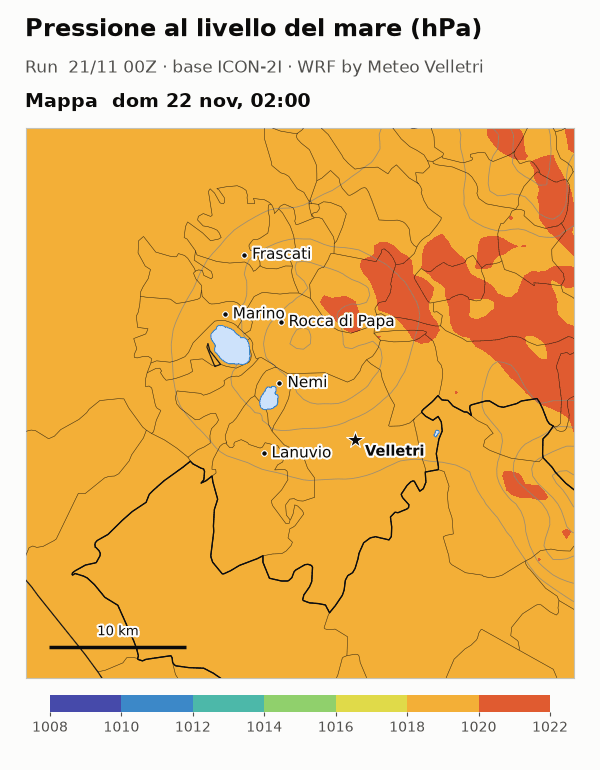 Pressione al livello del mare (hPa)
Run  21/11 00Z · base ICON-2I · WRF by Meteo Velletri
Mappa  dom 22 nov, 02:00
Frascati
Marino
Rocca di Papa
Nemi
Velletri
Lanuvio
10 km
1008 1010 1012 1014 1016 1018 1020 1022